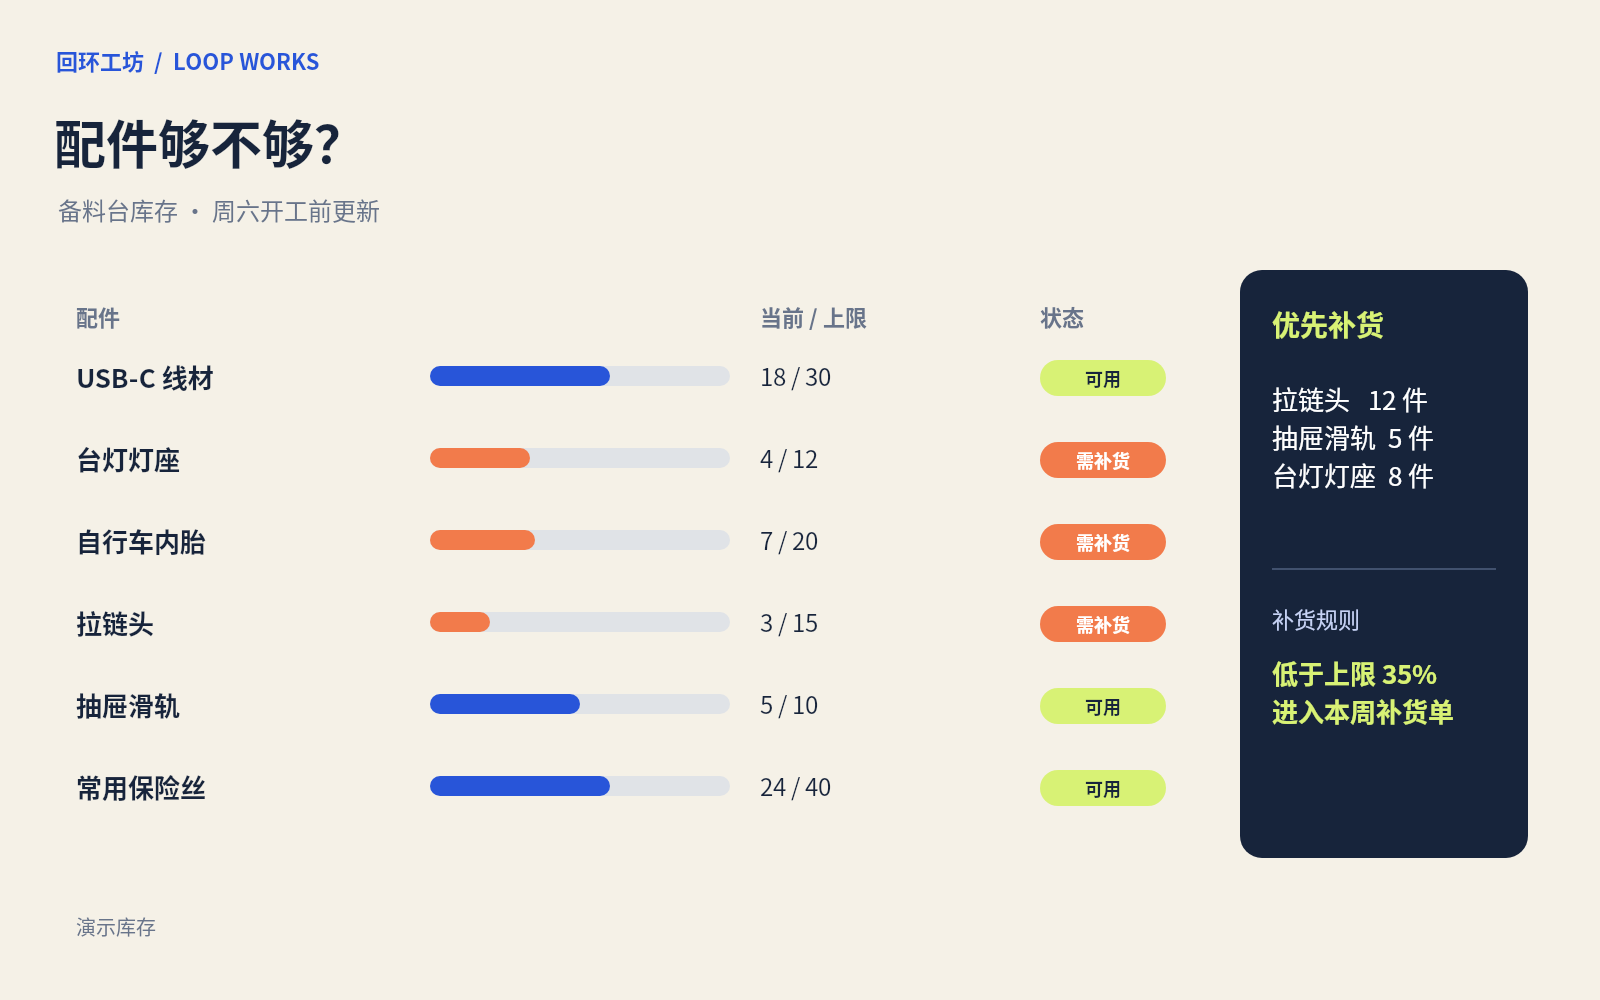 回环工坊 / LOOP WORKS
配件够不够?
备料台库存 · 周六开工前更新
配件 当前 / 上限 状态
USB-C 线材 18 / 30 可用
台灯灯座 4 / 12 需补货
自行车内胎 7 / 20 需补货
拉链头 3 / 15 需补货
抽屉滑轨 5 / 10 可用
常用保险丝 24 / 40 可用
优先补货
拉链头 12 件
抽屉滑轨 5 件
台灯灯座 8 件
补货规则
低于上限 35%
进入本周补货单
演示库存